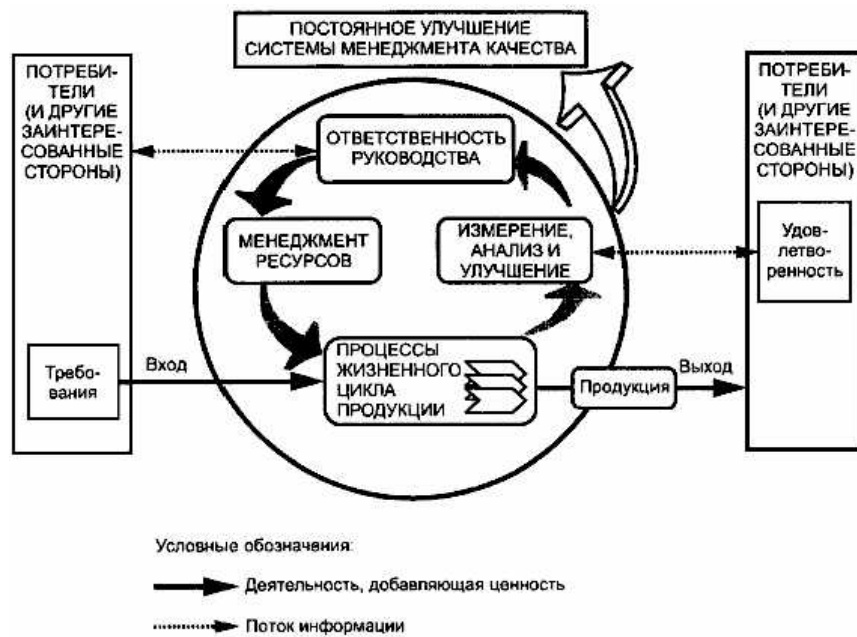 ПОСТОЯННОЕ УЛУЧШЕНИЕ
СИСТЕМЫ МЕНЕДЖМЕНТА КАЧЕСТВА
ПОТРЕБИ-
ТЕЛИ
(И ДРУГИЕ
ЗАИНТЕРЕ-
СОВАННЫЕ
СТОРОНЫ)
ПОТРЕБИ-
ТЕЛИ
(И ДРУГИЕ
ЗАИНТЕРЕ-
СОВАННЫЕ
СТОРОНЫ)
ОТВЕТСТВЕННОСТЬ
РУКОВОДСТВА
МЕНЕДЖМЕНТ
РЕСУРСОВ
ИЗМЕРЕНИЕ,
АНАЛИЗ И
УЛУЧШЕНИЕ
Удов-
летво-
ренность
Требо-
вания
Вход
ПРОЦЕССЫ
ЖИЗНЕННОГО
ЦИКЛА
ПРОДУКЦИИ
Продукция
Выход
Условные обозначения:
Деятельность, добавляющая ценность
Поток информации